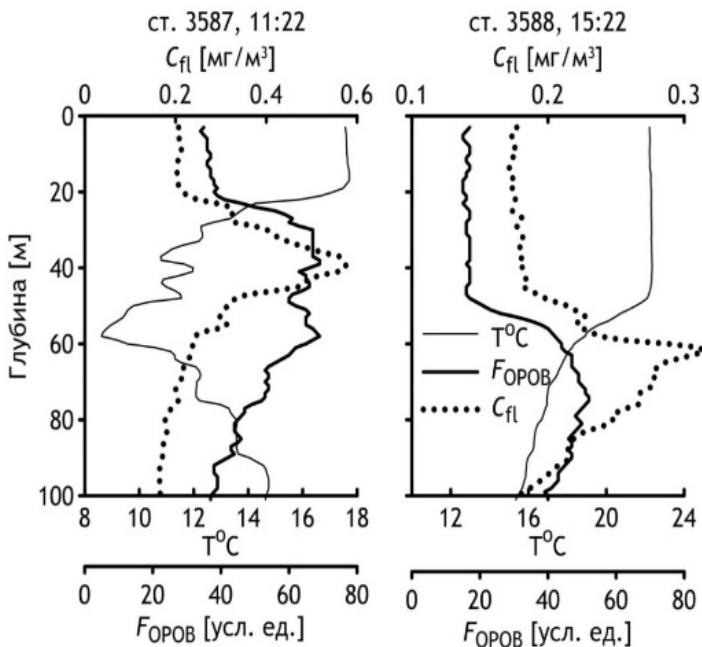 ст. 3587, 11:22
C_fl [мг/м³]
0 0.2 0.4 0.6
0
20
40
60
80
100
Глубина [м]
8 10 12 14 16 18
T°C
0 20 40 60 80
F_ОРОВ [усл. ед.]
ст. 3588, 15:22
C_fl [мг/м³]
0.1 0.2 0.3
T°C
F_ОРОВ
C_fl
12 16 20 24
T°C
0 20 40 60 80
F_ОРОВ [усл. ед.]